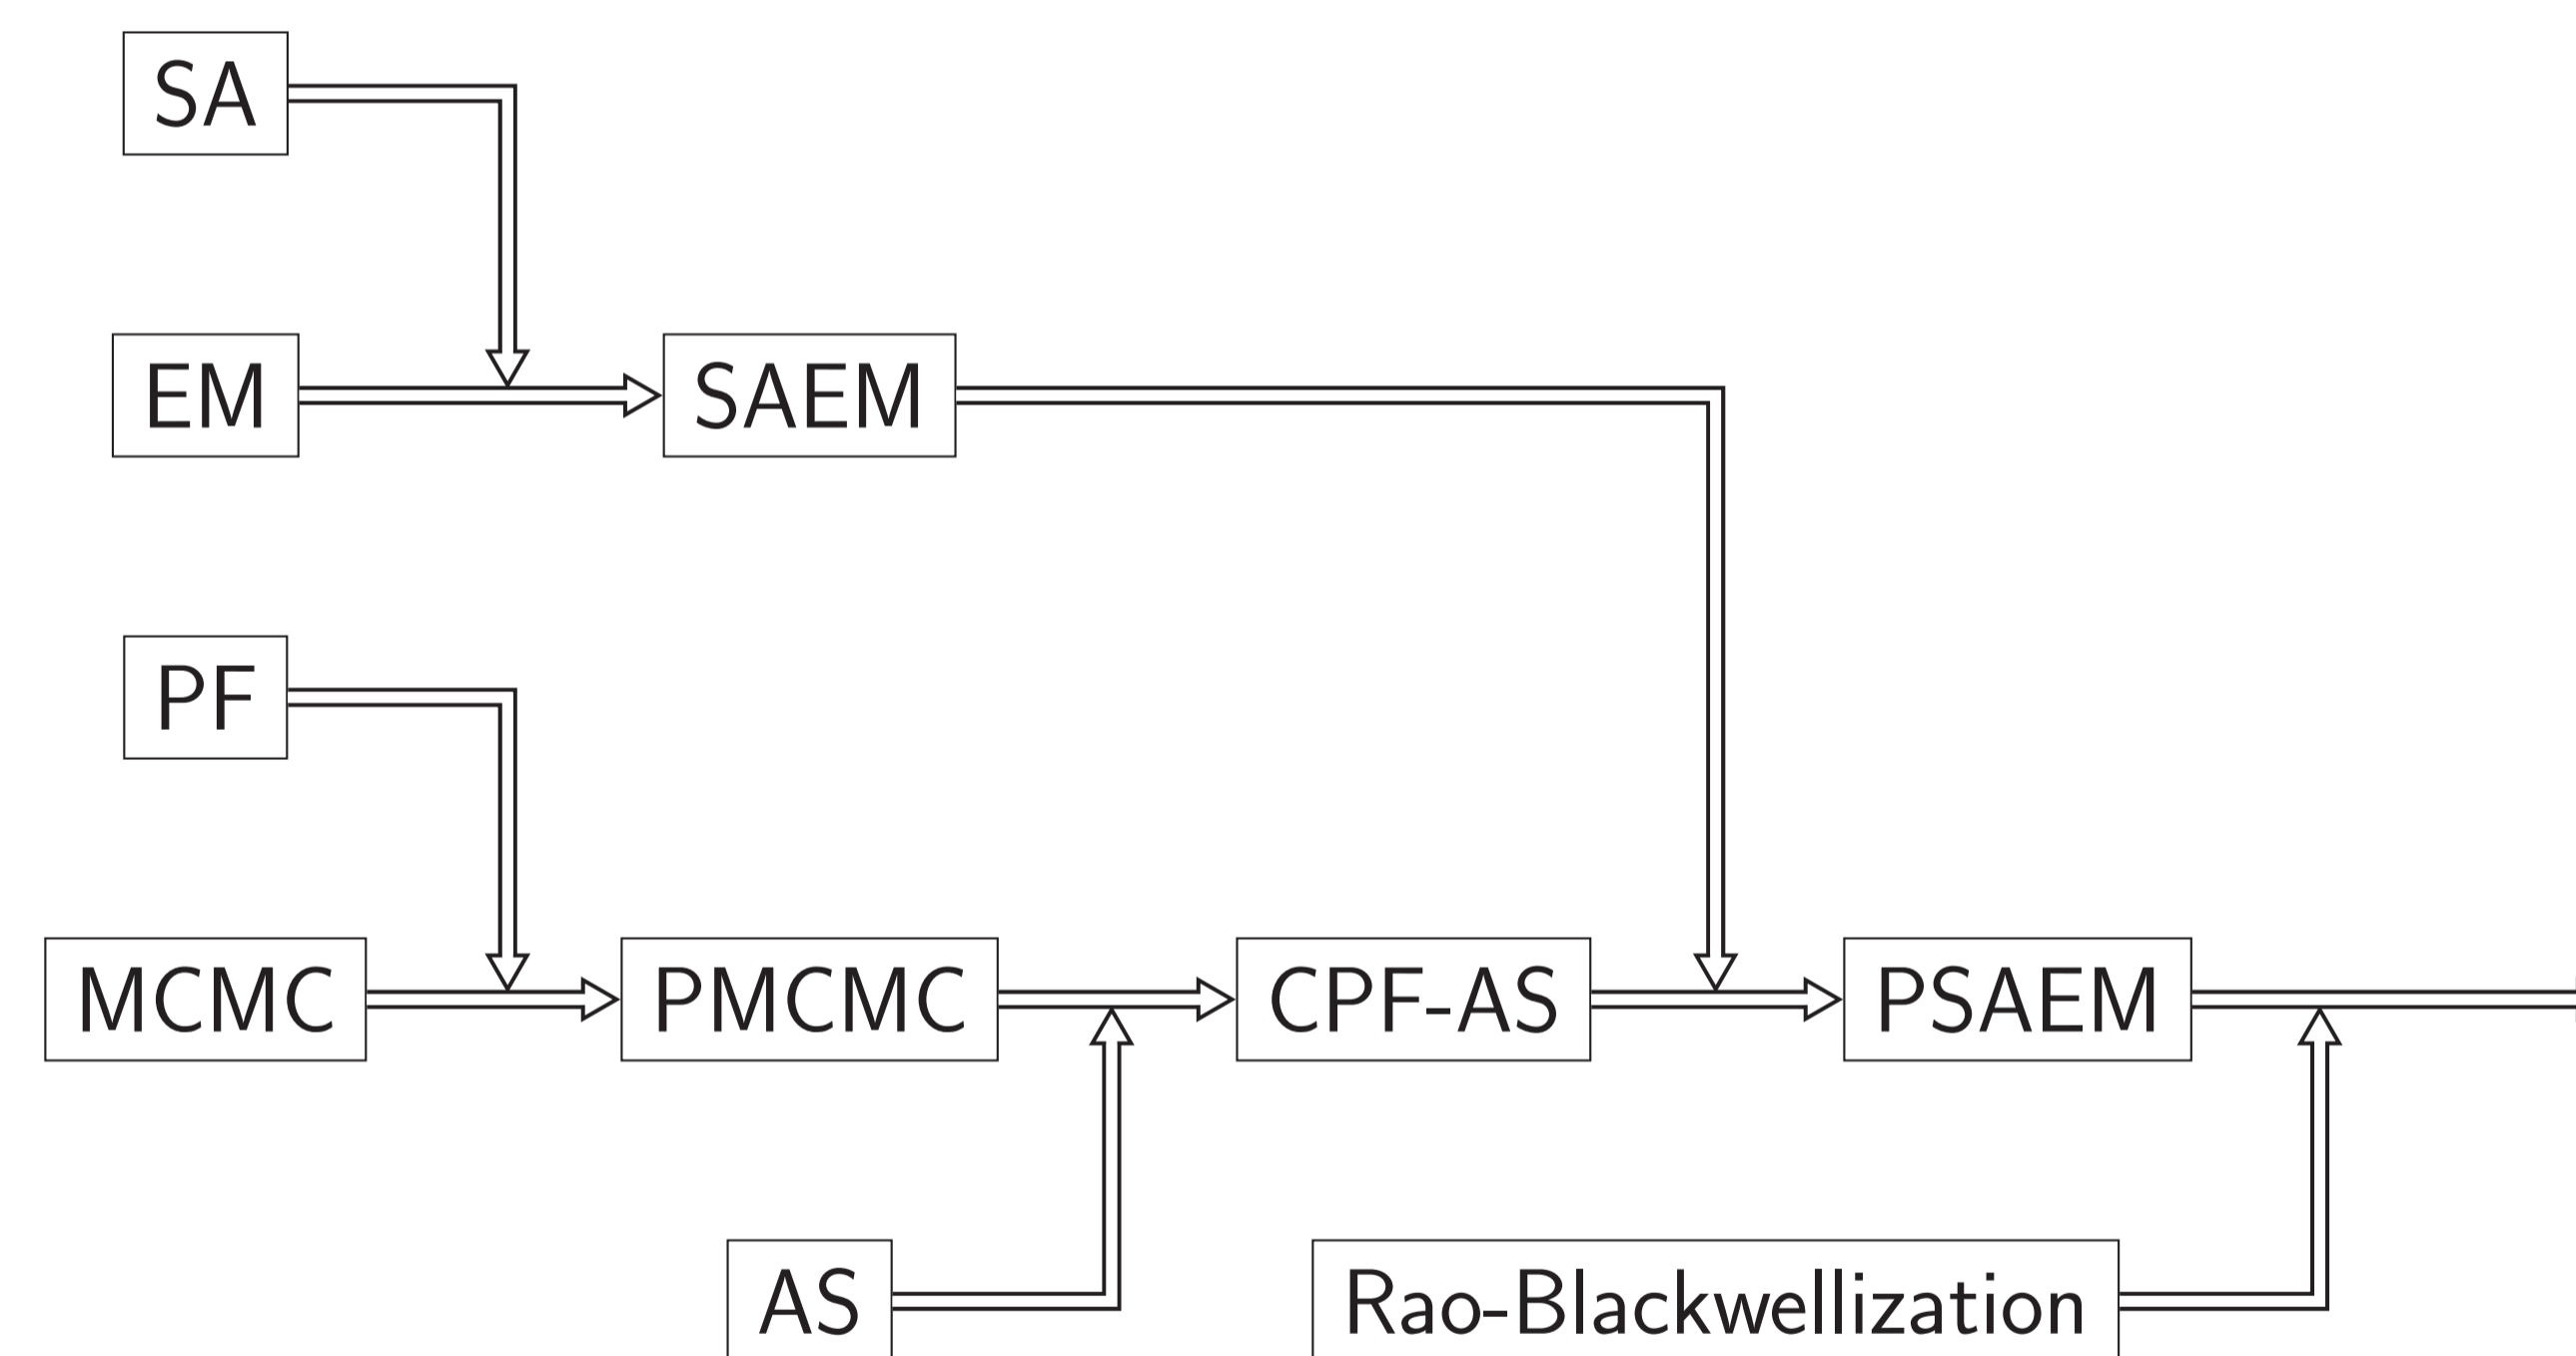 SA
EM
SAEM
PF
MCMC
PMCMC
CPF-AS
PSAEM
AS
Rao-Blackwellization